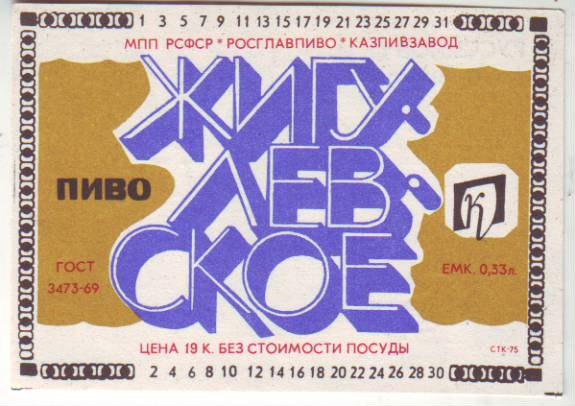 1 3 5 7 9 11 13 15 17 19 21 23 25 27 29 31
МПП РСФСР * РОСГЛАВПИВО * КАЗПИВЗАВОД
ЖИГУ-
ЛЕВ-
СКОЕ
ПИВО
К
ГОСТ
3473-69
ЕМК. 0,33л.
ЦЕНА 19 К. БЕЗ СТОИМОСТИ ПОСУДЫ
СТК-75
2 4 6 8 10 12 14 16 18 20 22 24 26 28 30